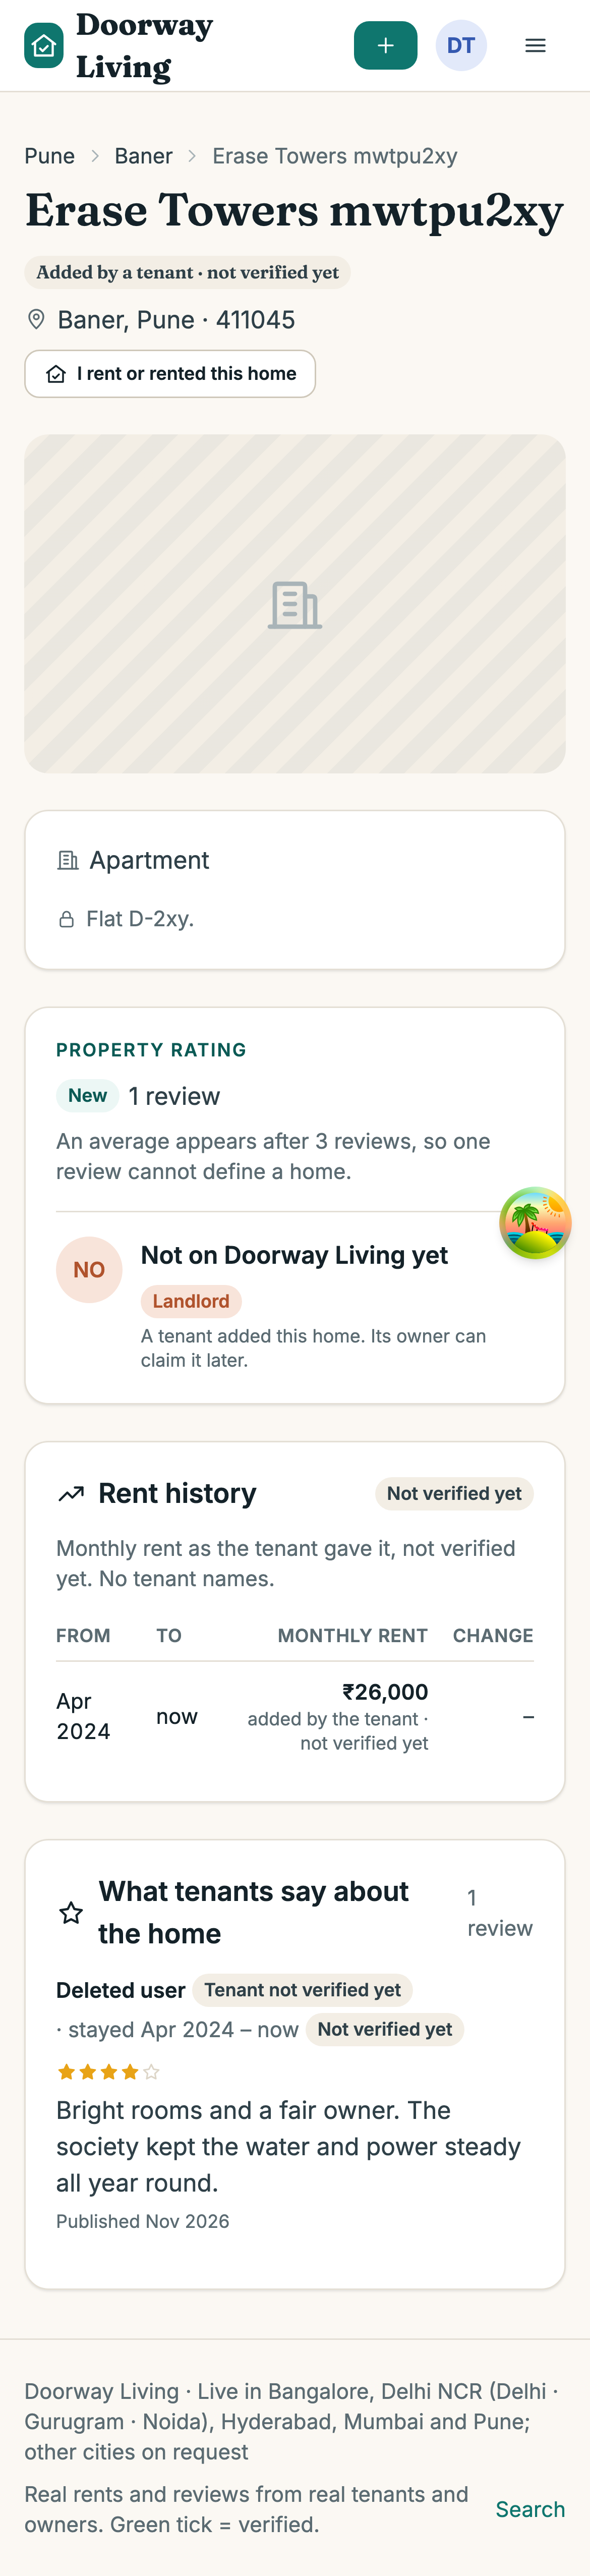 Doorway
Living
DT
Pune > Baner > Erase Towers mwtpu2xy
Erase Towers mwtpu2xy
Added by a tenant · not verified yet
Baner, Pune · 411045
I rent or rented this home
Apartment
Flat D-2xy.
PROPERTY RATING
New 1 review
An average appears after 3 reviews, so one
review cannot define a home.
NO
Not on Doorway Living yet
Landlord
A tenant added this home. Its owner can
claim it later.
Rent history
Not verified yet
Monthly rent as the tenant gave it, not verified
yet. No tenant names.
FROM TO MONTHLY RENT CHANGE
Apr
2024
now
₹26,000
added by the tenant ·
not verified yet
–
What tenants say about
the home
1
review
Deleted user Tenant not verified yet
· stayed Apr 2024 – now Not verified yet
Bright rooms and a fair owner. The
society kept the water and power steady
all year round.
Published Nov 2026
Doorway Living · Live in Bangalore, Delhi NCR (Delhi ·
Gurugram · Noida), Hyderabad, Mumbai and Pune;
other cities on request
Real rents and reviews from real tenants and
owners. Green tick = verified.
Search